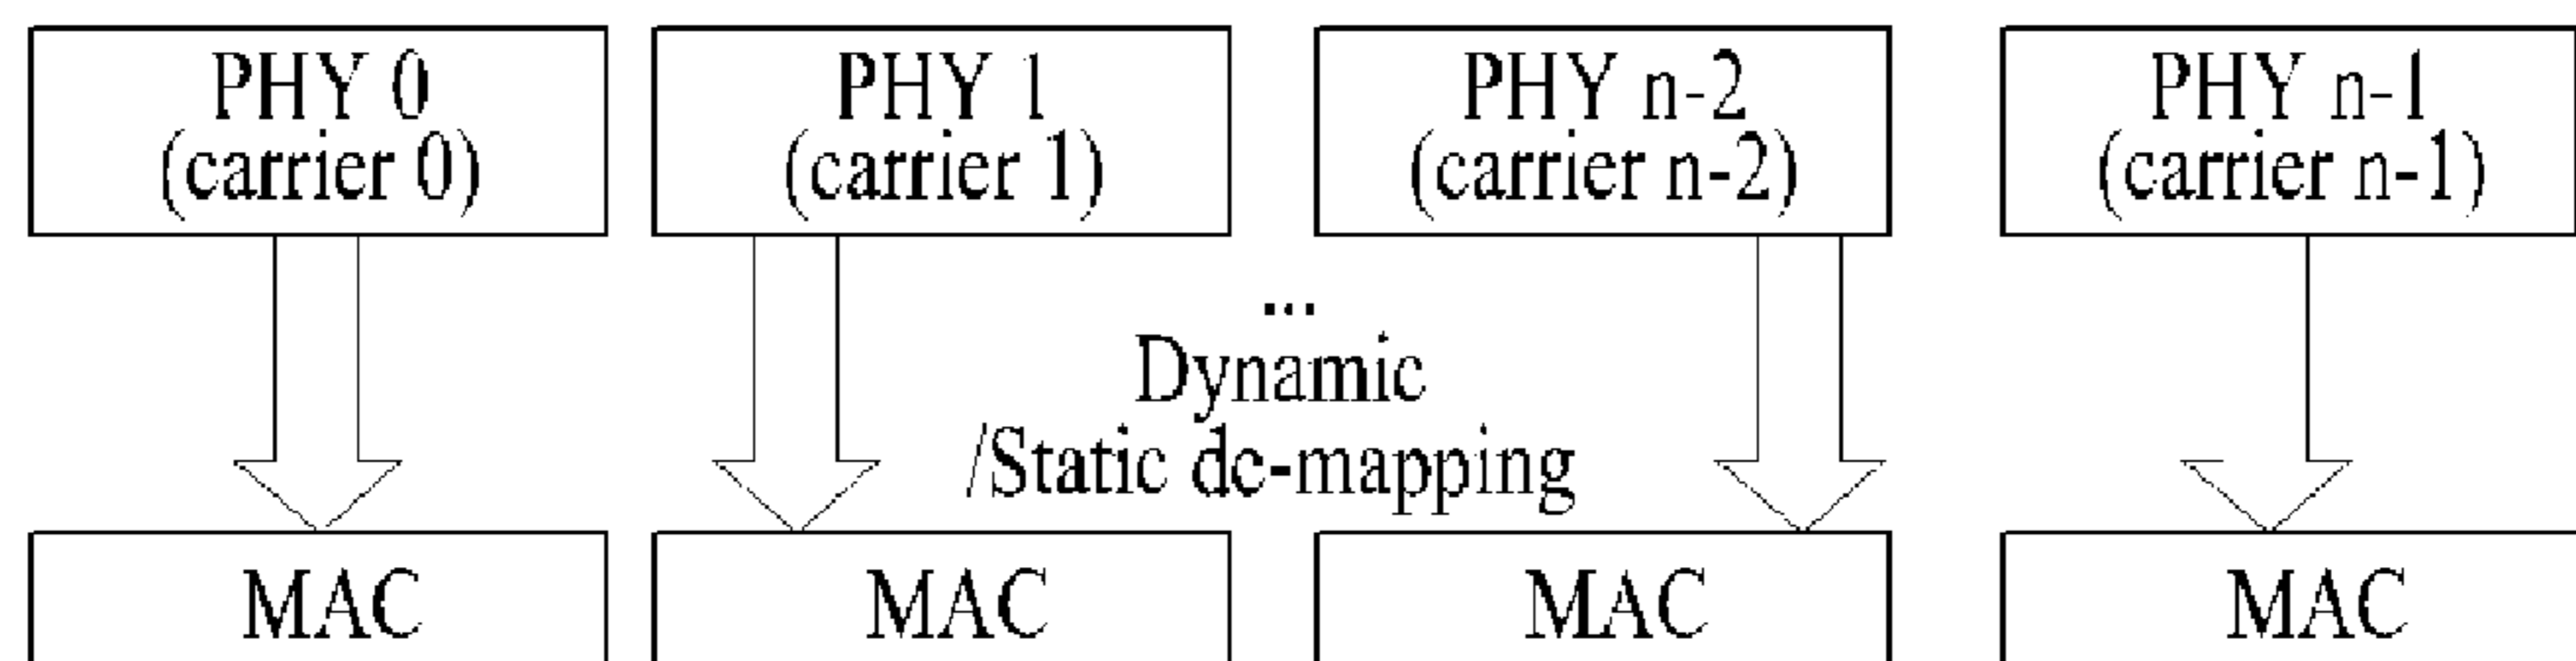 PHY 0
(carrier 0)
PHY 1
(carrier 1)
PHY n-2
(carrier n-2)
PHY n-1
(carrier n-1)
...
Dynamic
/Static de-mapping
MAC
MAC
MAC
MAC